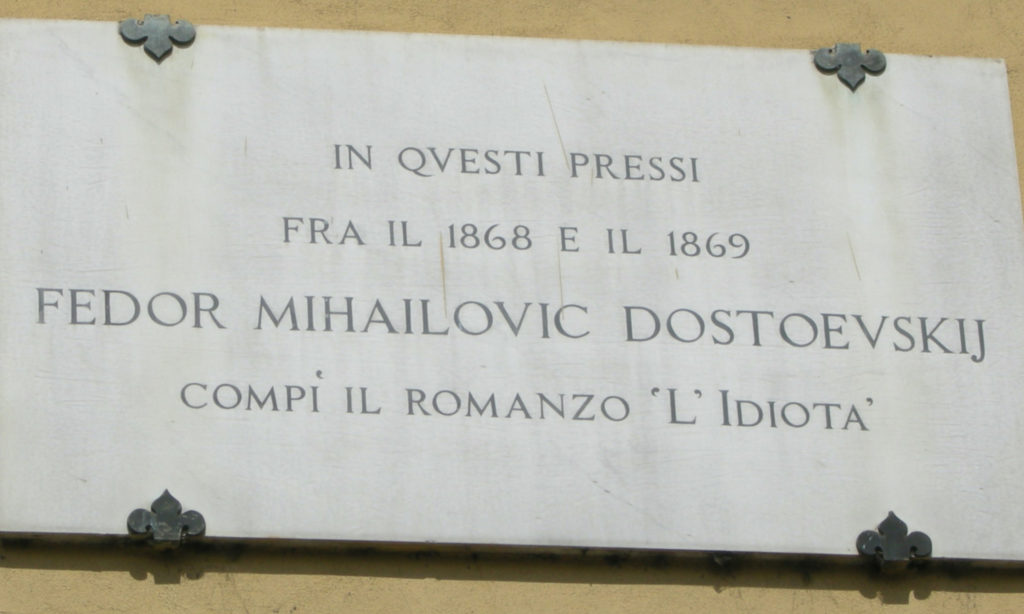 IN QVESTI PRESSI
FRA IL 1868 E IL 1869
FEDOR MIHAILOVIC DOSTOEVSKIJ
COMPÌ IL ROMANZO 'L' IDIOTA'